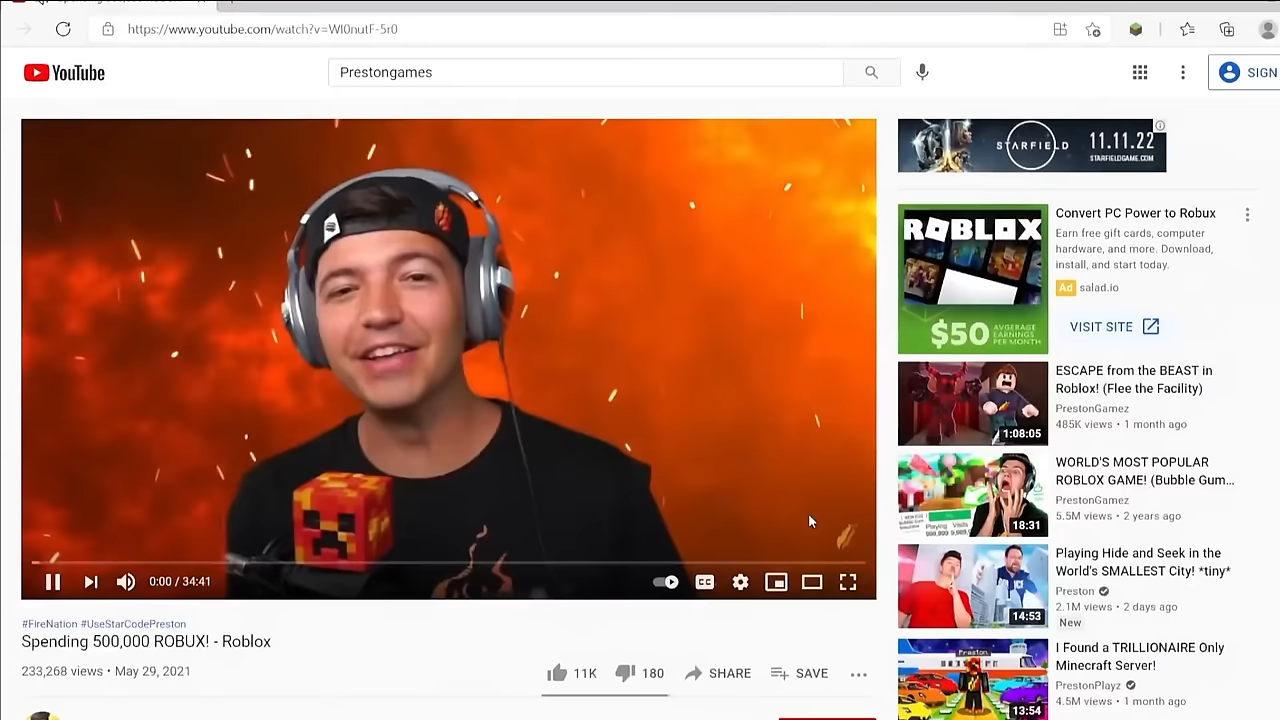 https://www.youtube.com/watch?v=WI0nutF-5r0
YouTube
Prestongames
SIGN
STARFIELD
11.11.22
STARFIELDGAME.COM
ROBLOX
$50 AVGERAGE
EARNINGS
PER MONTH
Convert PC Power to Robux
Earn free gift cards, computer
hardware, and more. Download,
install, and start today.
Ad salad.io
VISIT SITE
1:08:05
ESCAPE from the BEAST in
Roblox! (Flee the Facility)
PrestonGamez
485K views • 1 month ago
18:31
WORLD'S MOST POPULAR
ROBLOX GAME! (Bubble Gum...
PrestonGamez
5.5M views • 2 years ago
14:53
Playing Hide and Seek in the
World's SMALLEST City! *tiny*
Preston
2.1M views • 2 days ago
New
Preston
13:54
I Found a TRILLIONAIRE Only
Minecraft Server!
PrestonPlayz
4.5M views • 1 month ago
0:00 / 34:41
CC
#FireNation #UseStarCodePreston
Spending 500,000 ROBUX! - Roblox
233,268 views • May 29, 2021
11K
180
SHARE
SAVE